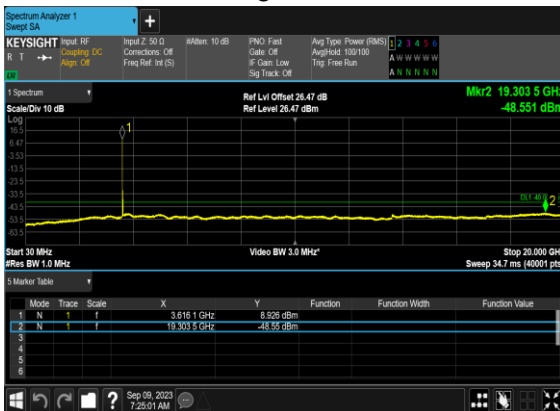 Spectrum Analyzer 1
Swept SA
KEYSIGHT
R T
LV
Input: RF
Coupling: DC
Align: Off
Input Z: 50 Ω
Corrections: Off
Freq Ref: Int (S)
#Atten: 10 dB
PNO: Fast
Gate: Off
IF Gain: Low
Sig Track: Off
Avg Type: Power (RMS)
Avg|Hold: 100/100
Trig: Free Run
1 2 3 4 5 6
A W W W W W
A N N N N N
1 Spectrum
Scale/Div 10 dB
Ref Lvl Offset 26.47 dB
Ref Level 26.47 dBm
Mkr2 19.303 5 GHz
-48.551 dBm
Log
16.5
6.47
-3.53
-13.5
-23.5
-33.5
-43.5
-53.5
-63.5
1
2
Start 30 MHz
#Res BW 1.0 MHz
Video BW 3.0 MHz*
Stop 20.000 GH
Sweep 34.7 ms (40001 pts
5 Marker Table
Mode Trace Scale X Y Function Function Width Function Value
1 N 1 f 3.616 1 GHz 8.926 dBm
2 N 1 f 19.303 5 GHz -48.55 dBm
3
4
5
6
Sep 09, 2023
7:25:01 AM